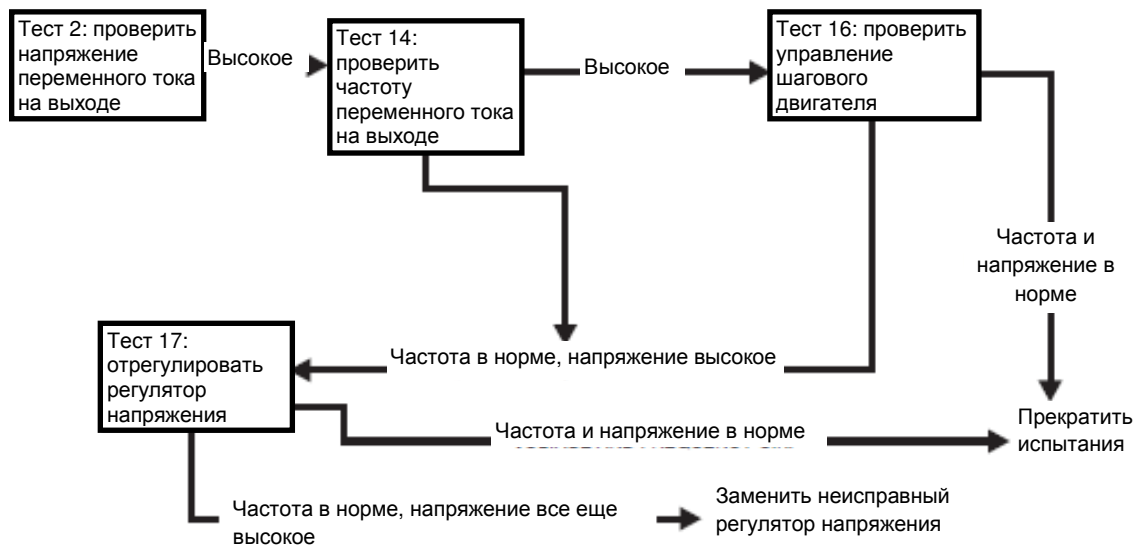 Тест 2: проверить
напряжение
переменного тока
на выходе
Высокое
Тест 14:
проверить
частоту
переменного тока
на выходе
Высокое
Тест 16: проверить
управление
шагового
двигателя
Частота и
напряжение в
норме
Тест 17:
отрегулировать
регулятор
напряжения
Частота в норме, напряжение высокое
Частота и напряжение в норме
Прекратить
испытания
Частота в норме, напряжение все еще
высокое
Заменить неисправный
регулятор напряжения